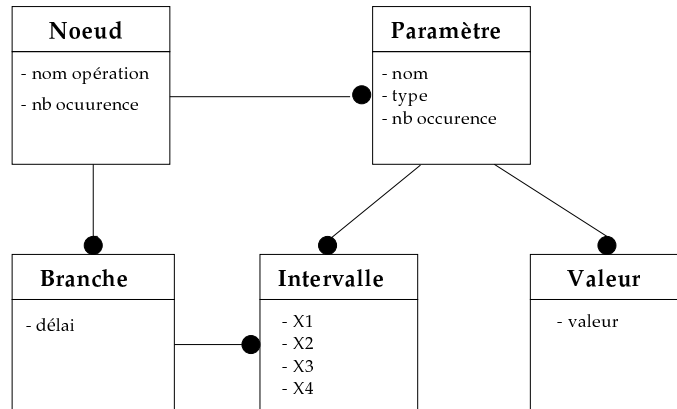 Noeud
- nom opération
- nb ocuurence
Paramètre
- nom
- type
- nb occurence
Branche
- délai
Intervalle
- X1
- X2
- X3
- X4
Valeur
- valeur